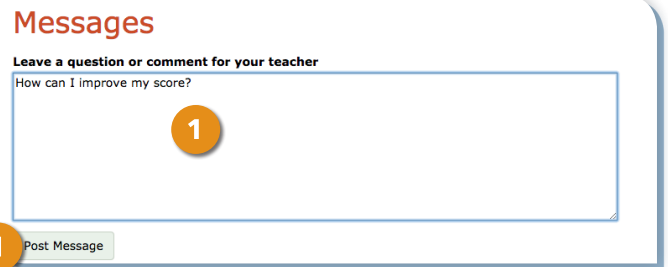 Messages
Leave a question or comment for your teacher
How can I improve my score?
1
Post Message